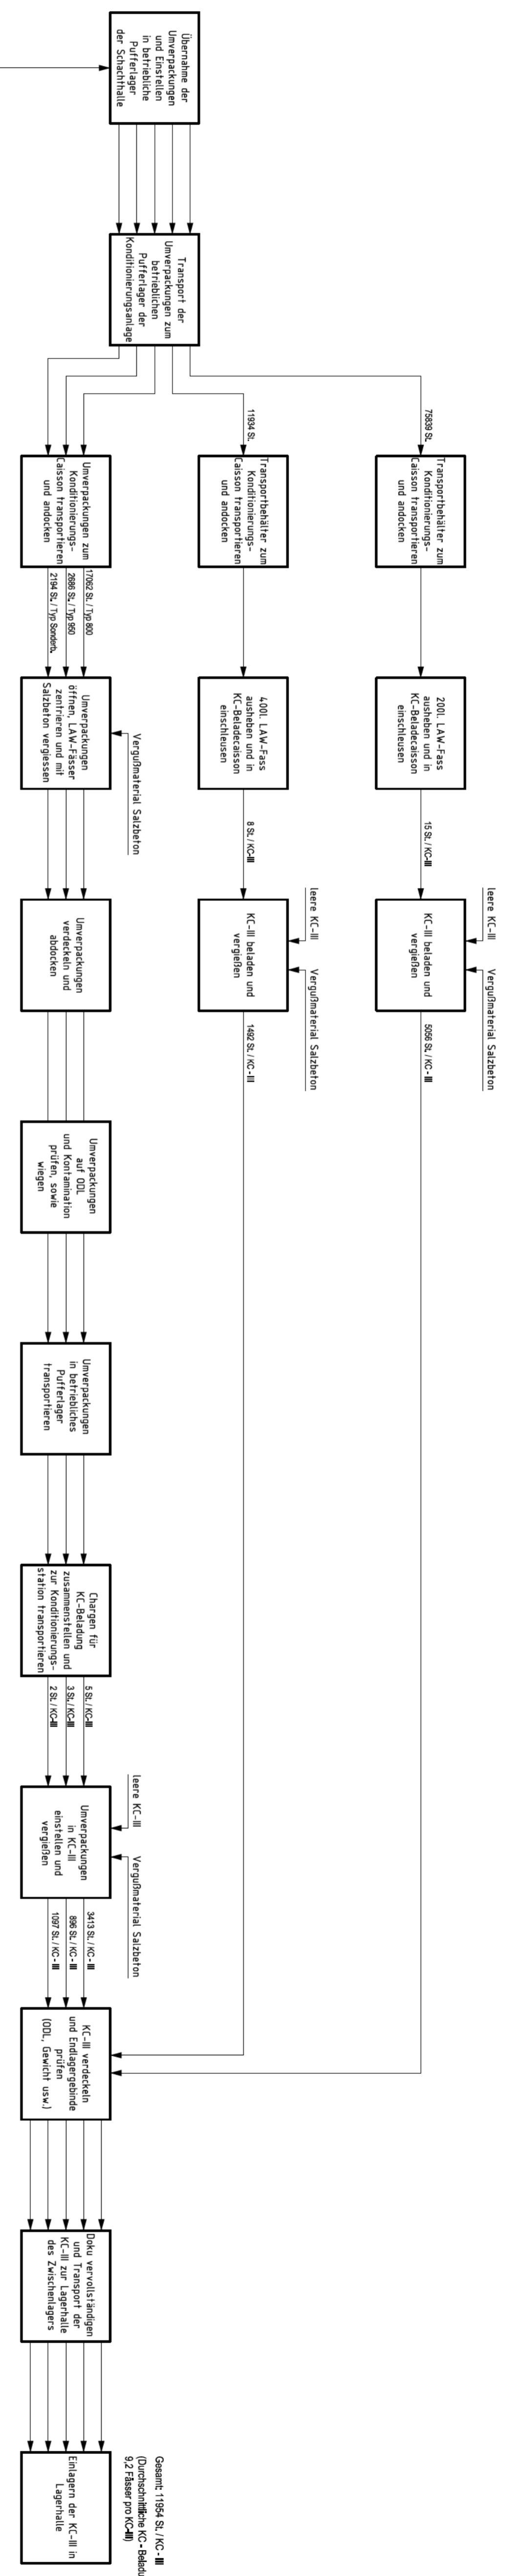 Übernahme der
Umverpackungen
und Einstellen
in betriebliche
Pufferlager
der Schachthalle
Transport der
Umverpackungen zum
betrieblichen
Pufferlager der
Konditionierungsanlage
75839 St.
Transportbehälter zum
Konditionierungs-
Caisson transportieren
und andocken
200l. LAW-Fass
ausheben und in
KC-Beladecaisson
einschleusen
15 St. / KC-III
leere KC-III
Vergußmaterial Salzbeton
KC-III beladen und
vergießen
5056 St. / KC - III
11934 St.
Transportbehälter zum
Konditionierungs-
Caisson transportieren
und andocken
400l. LAW-Fass
ausheben und in
KC-Beladecaisson
einschleusen
8 St. / KC-III
leere KC-III
Vergußmaterial Salzbeton
KC-III beladen und
vergießen
1492 St. / KC - III
Umverpackungen zum
Konditionierungs-
Caisson transportieren
und andocken
17062 St. / Typ 800
2686 St. / Typ 950
2194 St. / Typ Sonderb.
Vergußmaterial Salzbeton
Umverpackungen
öffnen, LAW-Fässer
zentrieren und mit
Salzbeton vergiessen
Umverpackungen
verdeckeln und
abdocken
Umverpackungen
auf ODL
und Kontamination
prüfen, sowie
wiegen
Umverpackungen
in betriebliches
Pufferlager
transportieren
Chargen für
KC-Beladung
zusammenstellen und
zur Konditionierungs-
station transportieren
5 St. / KC-III
3 St. / KC-III
2 St. / KC-III
leere KC-III
Vergußmaterial Salzbeton
Umverpackungen
in KC-III
einstellen und
vergießen
3413 St. / KC - III
896 St. / KC - III
1097 St. / KC - III
KC-III verdeckeln
und Endlagergebinde
prüfen
(ODL, Gewicht usw.)
Doku vervollständigen
und Transport der
KC-III zur Lagerhalle
des Zwischenlagers
Gesamt: 11954 St. / KC - III
(Durchschnittliche KC - Beladu
9,2 Fässer pro KC-III)
Einlagern der KC-III in
Lagerhalle